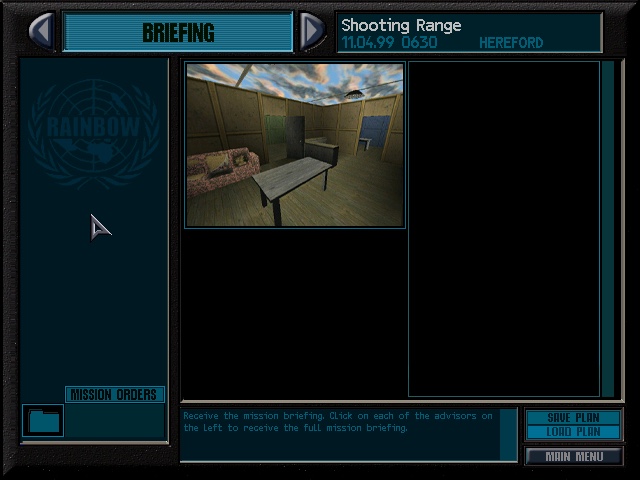 BRIEFING
Shooting Range
11.04.99 0630 HEREFORD
RAINBOW
MISSION ORDERS
Receive the mission briefing. Click on each of the advisors on
the left to receive the full mission briefing.
SAVE PLAN
LOAD PLAN
MAIN MENU